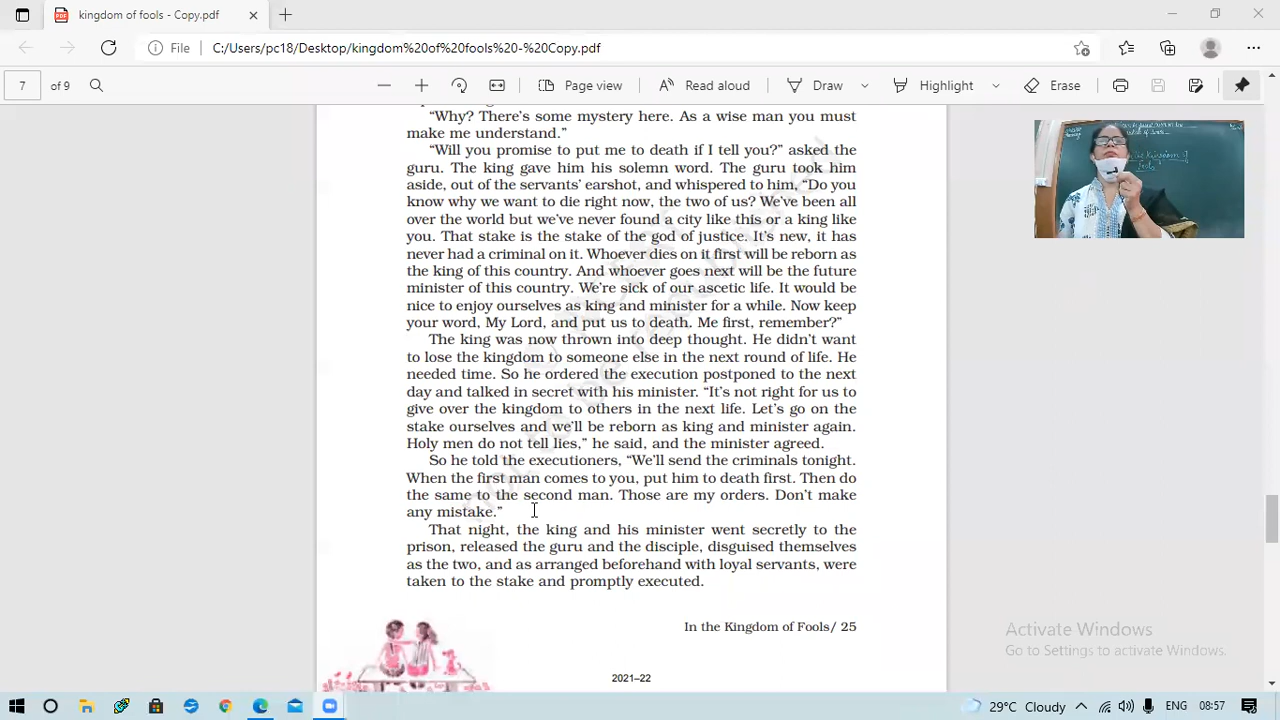 kingdom of fools - Copy.pdf
File C:/Users/pc18/Desktop/kingdom%20of%20fools%20-%20Copy.pdf
7 of 9 Page view Read aloud Draw Highlight Erase
“Why? There’s some mystery here. As a wise man you must
make me understand.”
“Will you promise to put me to death if I tell you?” asked the
guru. The king gave him his solemn word. The guru took him
aside, out of the servants’ earshot, and whispered to him, “Do you
know why we want to die right now, the two of us? We’ve been all
over the world but we’ve never found a city like this or a king like
you. That stake is the stake of the god of justice. It’s new, it has
never had a criminal on it. Whoever dies on it first will be reborn as
the king of this country. And whoever goes next will be the future
minister of this country. We’re sick of our ascetic life. It would be
nice to enjoy ourselves as king and minister for a while. Now keep
your word, My Lord, and put us to death. Me first, remember?”
The king was now thrown into deep thought. He didn’t want
to lose the kingdom to someone else in the next round of life. He
needed time. So he ordered the execution postponed to the next
day and talked in secret with his minister. “It’s not right for us to
give over the kingdom to others in the next life. Let’s go on the
stake ourselves and we’ll be reborn as king and minister again.
Holy men do not tell lies,” he said, and the minister agreed.
So he told the executioners, “We’ll send the criminals tonight.
When the first man comes to you, put him to death first. Then do
the same to the second man. Those are my orders. Don’t make
any mistake.”
That night, the king and his minister went secretly to the
prison, released the guru and the disciple, disguised themselves
as the two, and as arranged beforehand with loyal servants, were
taken to the stake and promptly executed.
In the Kingdom of Fools/ 25
2021–22
Activate Windows
Go to Settings to activate Windows.
29°C Cloudy ENG 08:57